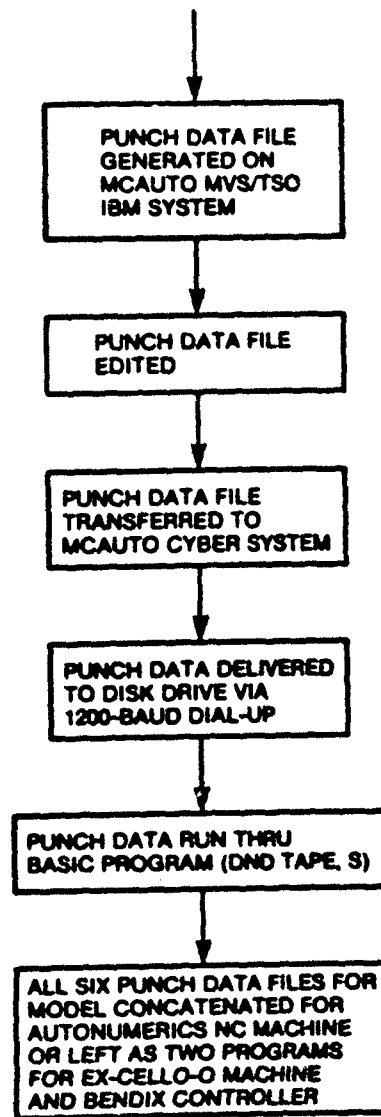 PUNCH DATA FILE
GENERATED ON
MCAUTO MVS/TSO
IBM SYSTEM
PUNCH DATA FILE
EDITED
PUNCH DATA FILE
TRANSFERRED TO
MCAUTO CYBER SYSTEM
PUNCH DATA DELIVERED
TO DISK DRIVE VIA
1200-BAUD DIAL-UP
PUNCH DATA RUN THRU
BASIC PROGRAM (DND TAPE, S)
ALL SIX PUNCH DATA FILES FOR
MODEL CONCATENATED FOR
AUTONUMERICS NC MACHINE
OR LEFT AS TWO PROGRAMS
FOR EX-CELLO-O MACHINE
AND BENDIX CONTROLLER